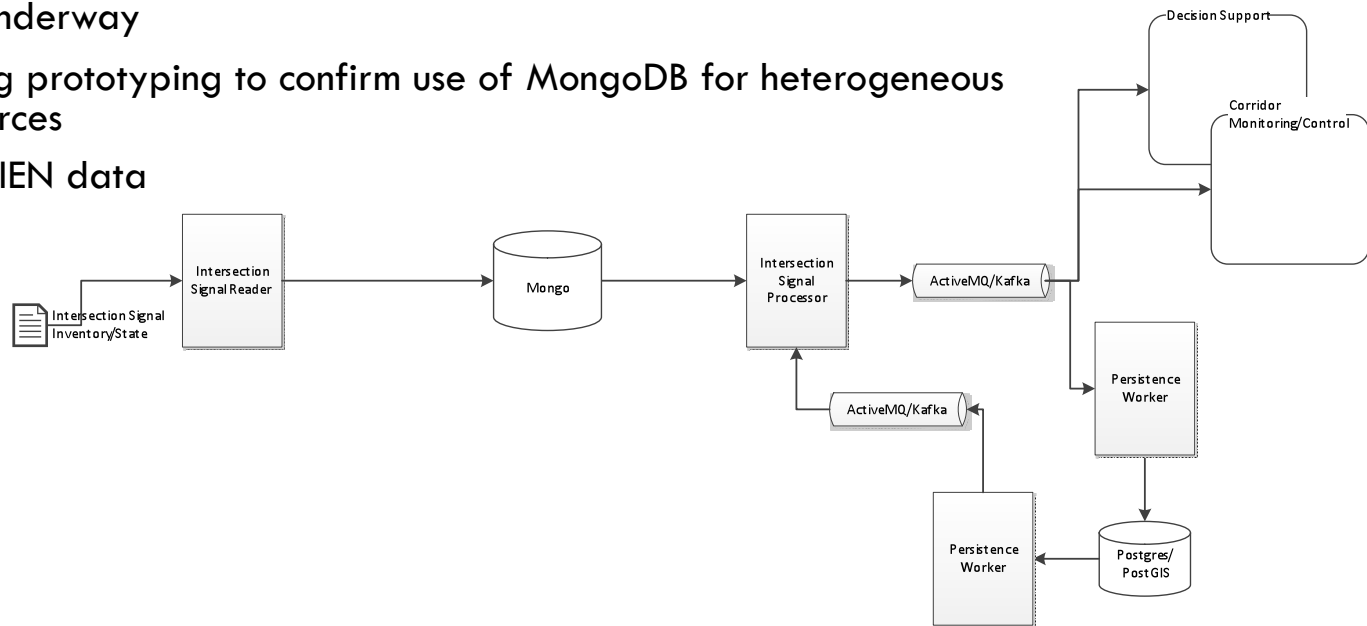 nderway
g prototyping to confirm use of MongoDB for heterogeneous
rces
IEN data
Decision Support
Corridor
Monitoring/Control
Intersection
Signal Reader
Mongo
Intersection
Signal
Processor
ActiveMQ/Kafka
Intersection Signal
Inventory/State
Persistence
Worker
ActiveMQ/Kafka
Persistence
Worker
Postgres/
PostGIS